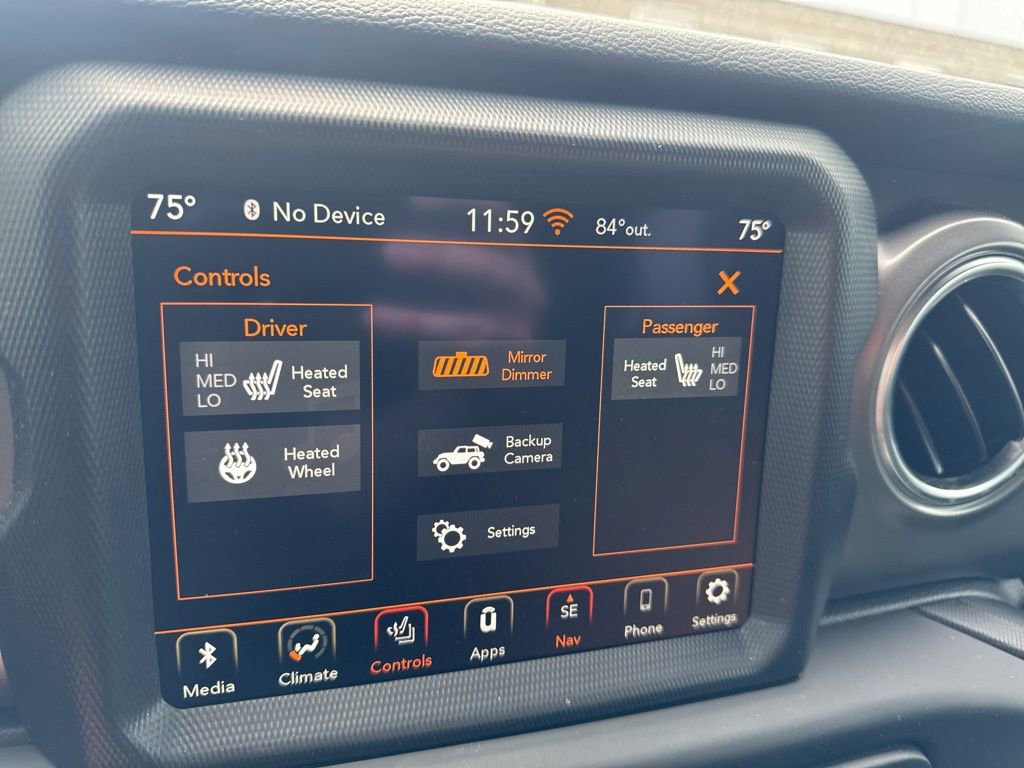 75° No Device 11:59 84°out. 75°
Controls X
Driver
HI
MED
LO
Heated
Seat
Heated
Wheel
Mirror
Dimmer
Backup
Camera
Settings
Passenger
Heated
Seat
HI
MED
LO
Media
Climate
Controls
Apps
SE
Nav
Phone
Settings